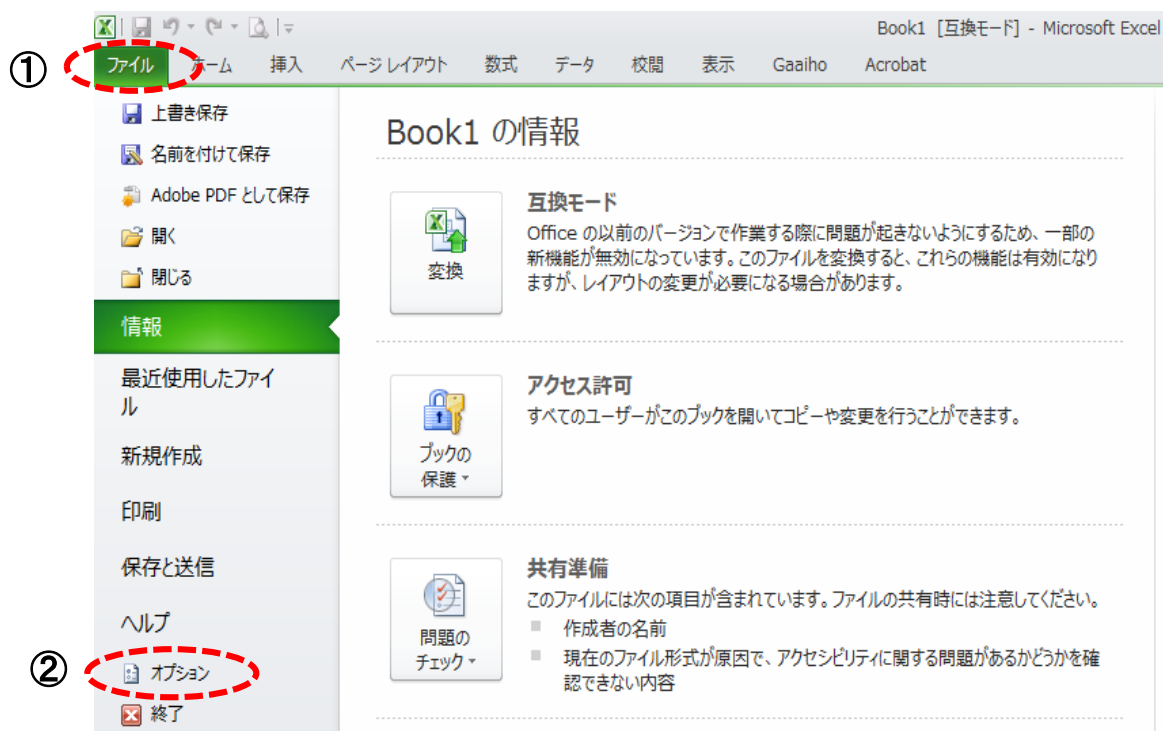 Book1 [互換モード] - Microsoft Excel
① ファイル ホーム 挿入 ページ レイアウト 数式 データ 校閲 表示 Gaaiho Acrobat
上書き保存
名前を付けて保存
Adobe PDF として保存
開く
閉じる
情報
最近使用したファイ
ル
新規作成
印刷
保存と送信
ヘルプ
② オプション
終了
Book1 の情報
変換
互換モード
Office の以前のバージョンで作業する際に問題が起きないようにするため、一部の
新機能が無効になっています。このファイルを変換すると、これらの機能は有効になり
ますが、レイアウトの変更が必要になる場合があります。
ブックの
保護
アクセス許可
すべてのユーザーがこのブックを開いてコピーや変更を行うことができます。
問題の
チェック
共有準備
このファイルには次の項目が含まれています。ファイルの共有時には注意してください。
作成者の名前
現在のファイル形式が原因で、アクセシビリティに関する問題があるかどうかを確
認できない内容